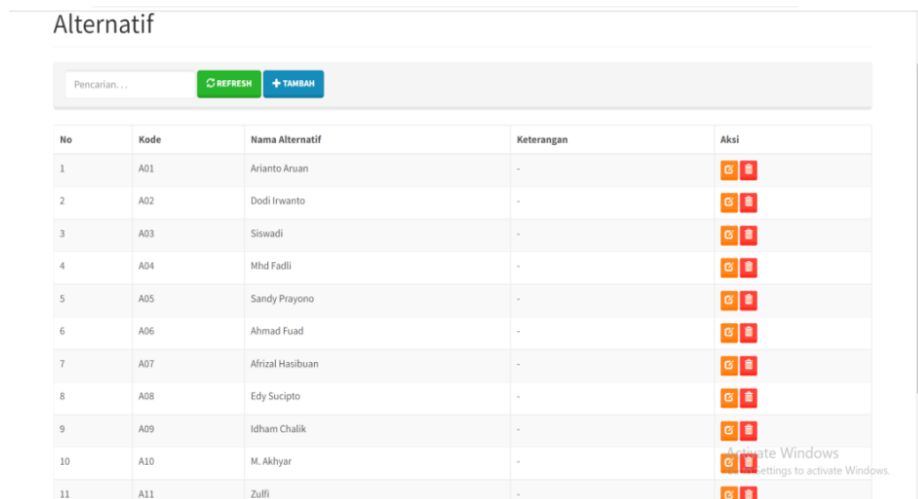 Alternatif
Pencarian...
REFRESH
TAMBAH
No Kode Nama Alternatif Keterangan Aksi
1 A01 Arianto Aruan -
2 A02 Dodi Irwanto -
3 A03 Siswadi -
4 A04 Mhd Fadli -
5 A05 Sandy Prayono -
6 A06 Ahmad Fuad -
7 A07 Afrizal Hasibuan -
8 A08 Edy Sucipto -
9 A09 Idham Chalik -
Activate Windows
10 A10 M. Akhyar -
Settings to activate Windows.
11 A11 Zulfi -